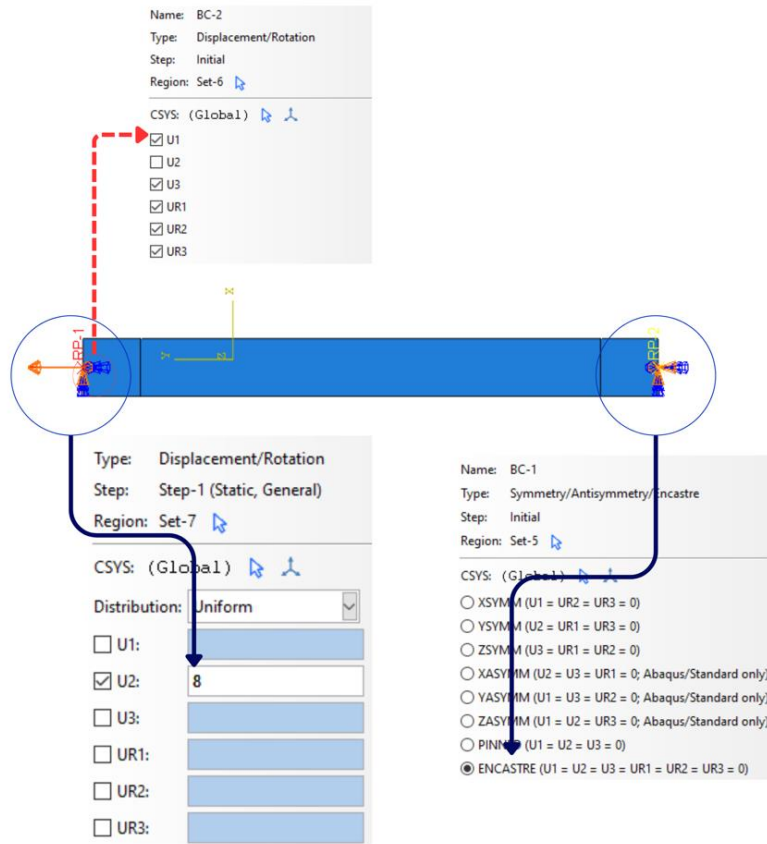 Name: BC-2
Type: Displacement/Rotation
Step: Initial
Region: Set-6
CSYS: (Global)
U1
U2
U3
UR1
UR2
UR3
X
Y
Z
RP-1
RP-2
Type: Displacement/Rotation
Step: Step-1 (Static, General)
Region: Set-7
CSYS: (Global)
Distribution: Uniform
U1:
U2: 8
U3:
UR1:
UR2:
UR3:
Name: BC-1
Type: Symmetry/Antisymmetry/Encastre
Step: Initial
Region: Set-5
CSYS: (Global)
XSYMM (U1 = UR2 = UR3 = 0)
YSYMM (U2 = UR1 = UR3 = 0)
ZSYMM (U3 = UR1 = UR2 = 0)
XASYMM (U2 = U3 = UR1 = 0; Abaqus/Standard only)
YASYMM (U1 = U3 = UR2 = 0; Abaqus/Standard only)
ZASYMM (U1 = U2 = UR3 = 0; Abaqus/Standard only)
PINNED (U1 = U2 = U3 = 0)
ENCASTRE (U1 = U2 = U3 = UR1 = UR2 = UR3 = 0)